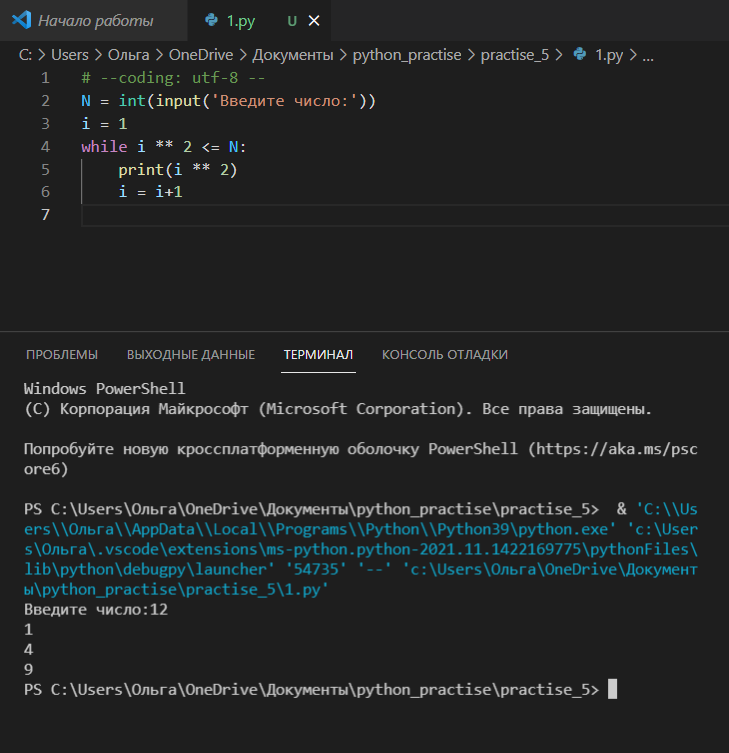 Начало работы
1.py U
C: > Users > Ольга > OneDrive > Документы > python_practise > practise_5 > 1.py > ...
1 # --coding: utf-8 --
2 N = int(input('Введите число:'))
3 i = 1
4 while i ** 2 <= N:
5 print(i ** 2)
6 i = i+1
7
ПРОБЛЕМЫ ВЫХОДНЫЕ ДАННЫЕ ТЕРМИНАЛ КОНСОЛЬ ОТЛАДКИ
Windows PowerShell
(C) Корпорация Майкрософт (Microsoft Corporation). Все права защищены.
Попробуйте новую кроссплатформенную оболочку PowerShell (https://aka.ms/psc
ore6)
PS C:\Users\Ольга\OneDrive\Документы\python_practise\practise_5> & 'C:\\Us
ers\\Ольга\\AppData\\Local\\Programs\\Python\\Python39\python.exe' 'c:\User
s\Ольга\.vscode\extensions\ms-python.python-2021.11.1422169775\pythonFiles\
lib\python\debugpy\launcher' '54735' '--' 'c:\Users\Ольга\OneDrive\Документ
ы\python_practise\practise_5\1.py'
Введите число:12
1
4
9
PS C:\Users\Ольга\OneDrive\Документы\python_practise\practise_5>